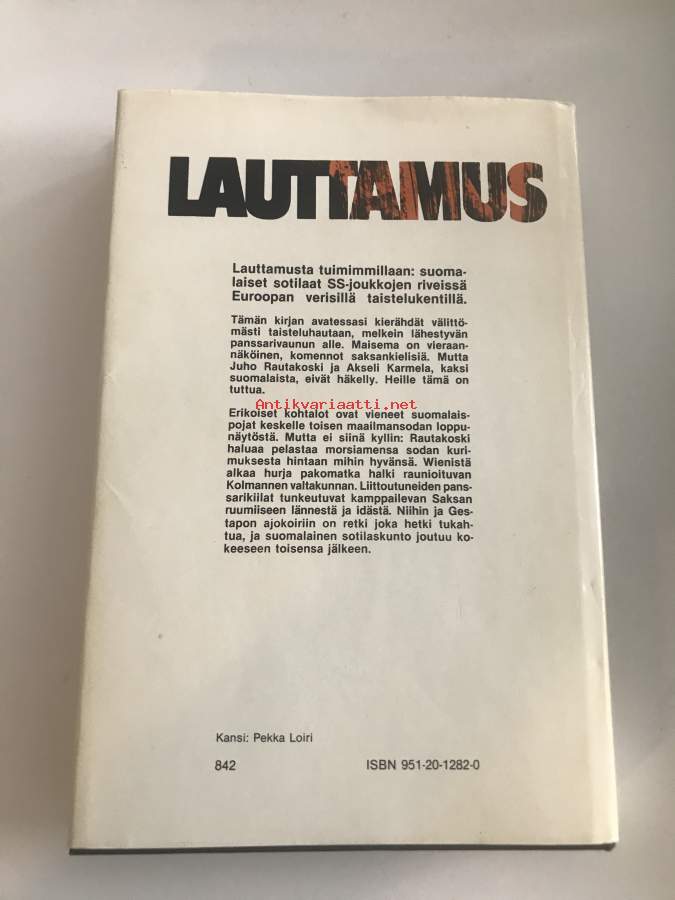 LAUTTAMUS
Lauttamusta tuimimmillaan: suoma-
laiset sotilaat SS-joukkojen riveissä
Euroopan verisillä taistelukentillä.
Tämän kirjan avatessasi kierähdät välittö-
mästi taisteluhautaan, melkein lähestyvän
panssarivaunun alle. Maisema on vieraan-
näköinen, komennot saksankielisiä. Mutta
Juho Rautakoski ja Akseli Karmela, kaksi
suomalaista, eivät häkelly. Heille tämä on
tuttua.
Antikvariaatti.net
Erikoiset kohtalot ovat vieneet suomalais-
pojat keskelle toisen maailmansodan loppu-
näytöstä. Mutta ei siinä kyllin: Rautakoski
haluaa pelastaa morsiamensa sodan kuri-
muksesta hintaan mihin hyvänsä. Wienistä
alkaa hurja pakomatka halki raunioituvan
Kolmannen valtakunnan. Liittoutuneiden pans-
sarikiilat tunkeutuvat kamppailevan Saksan
ruumiiseen lännestä ja idästä. Niihin ja Ges-
tapon ajokoiriin on retki joka hetki tukah-
tua, ja suomalainen sotilaskunto joutuu ko-
keeseen toisensa jälkeen.
Kansi: Pekka Loiri
842 ISBN 951-20-1282-0